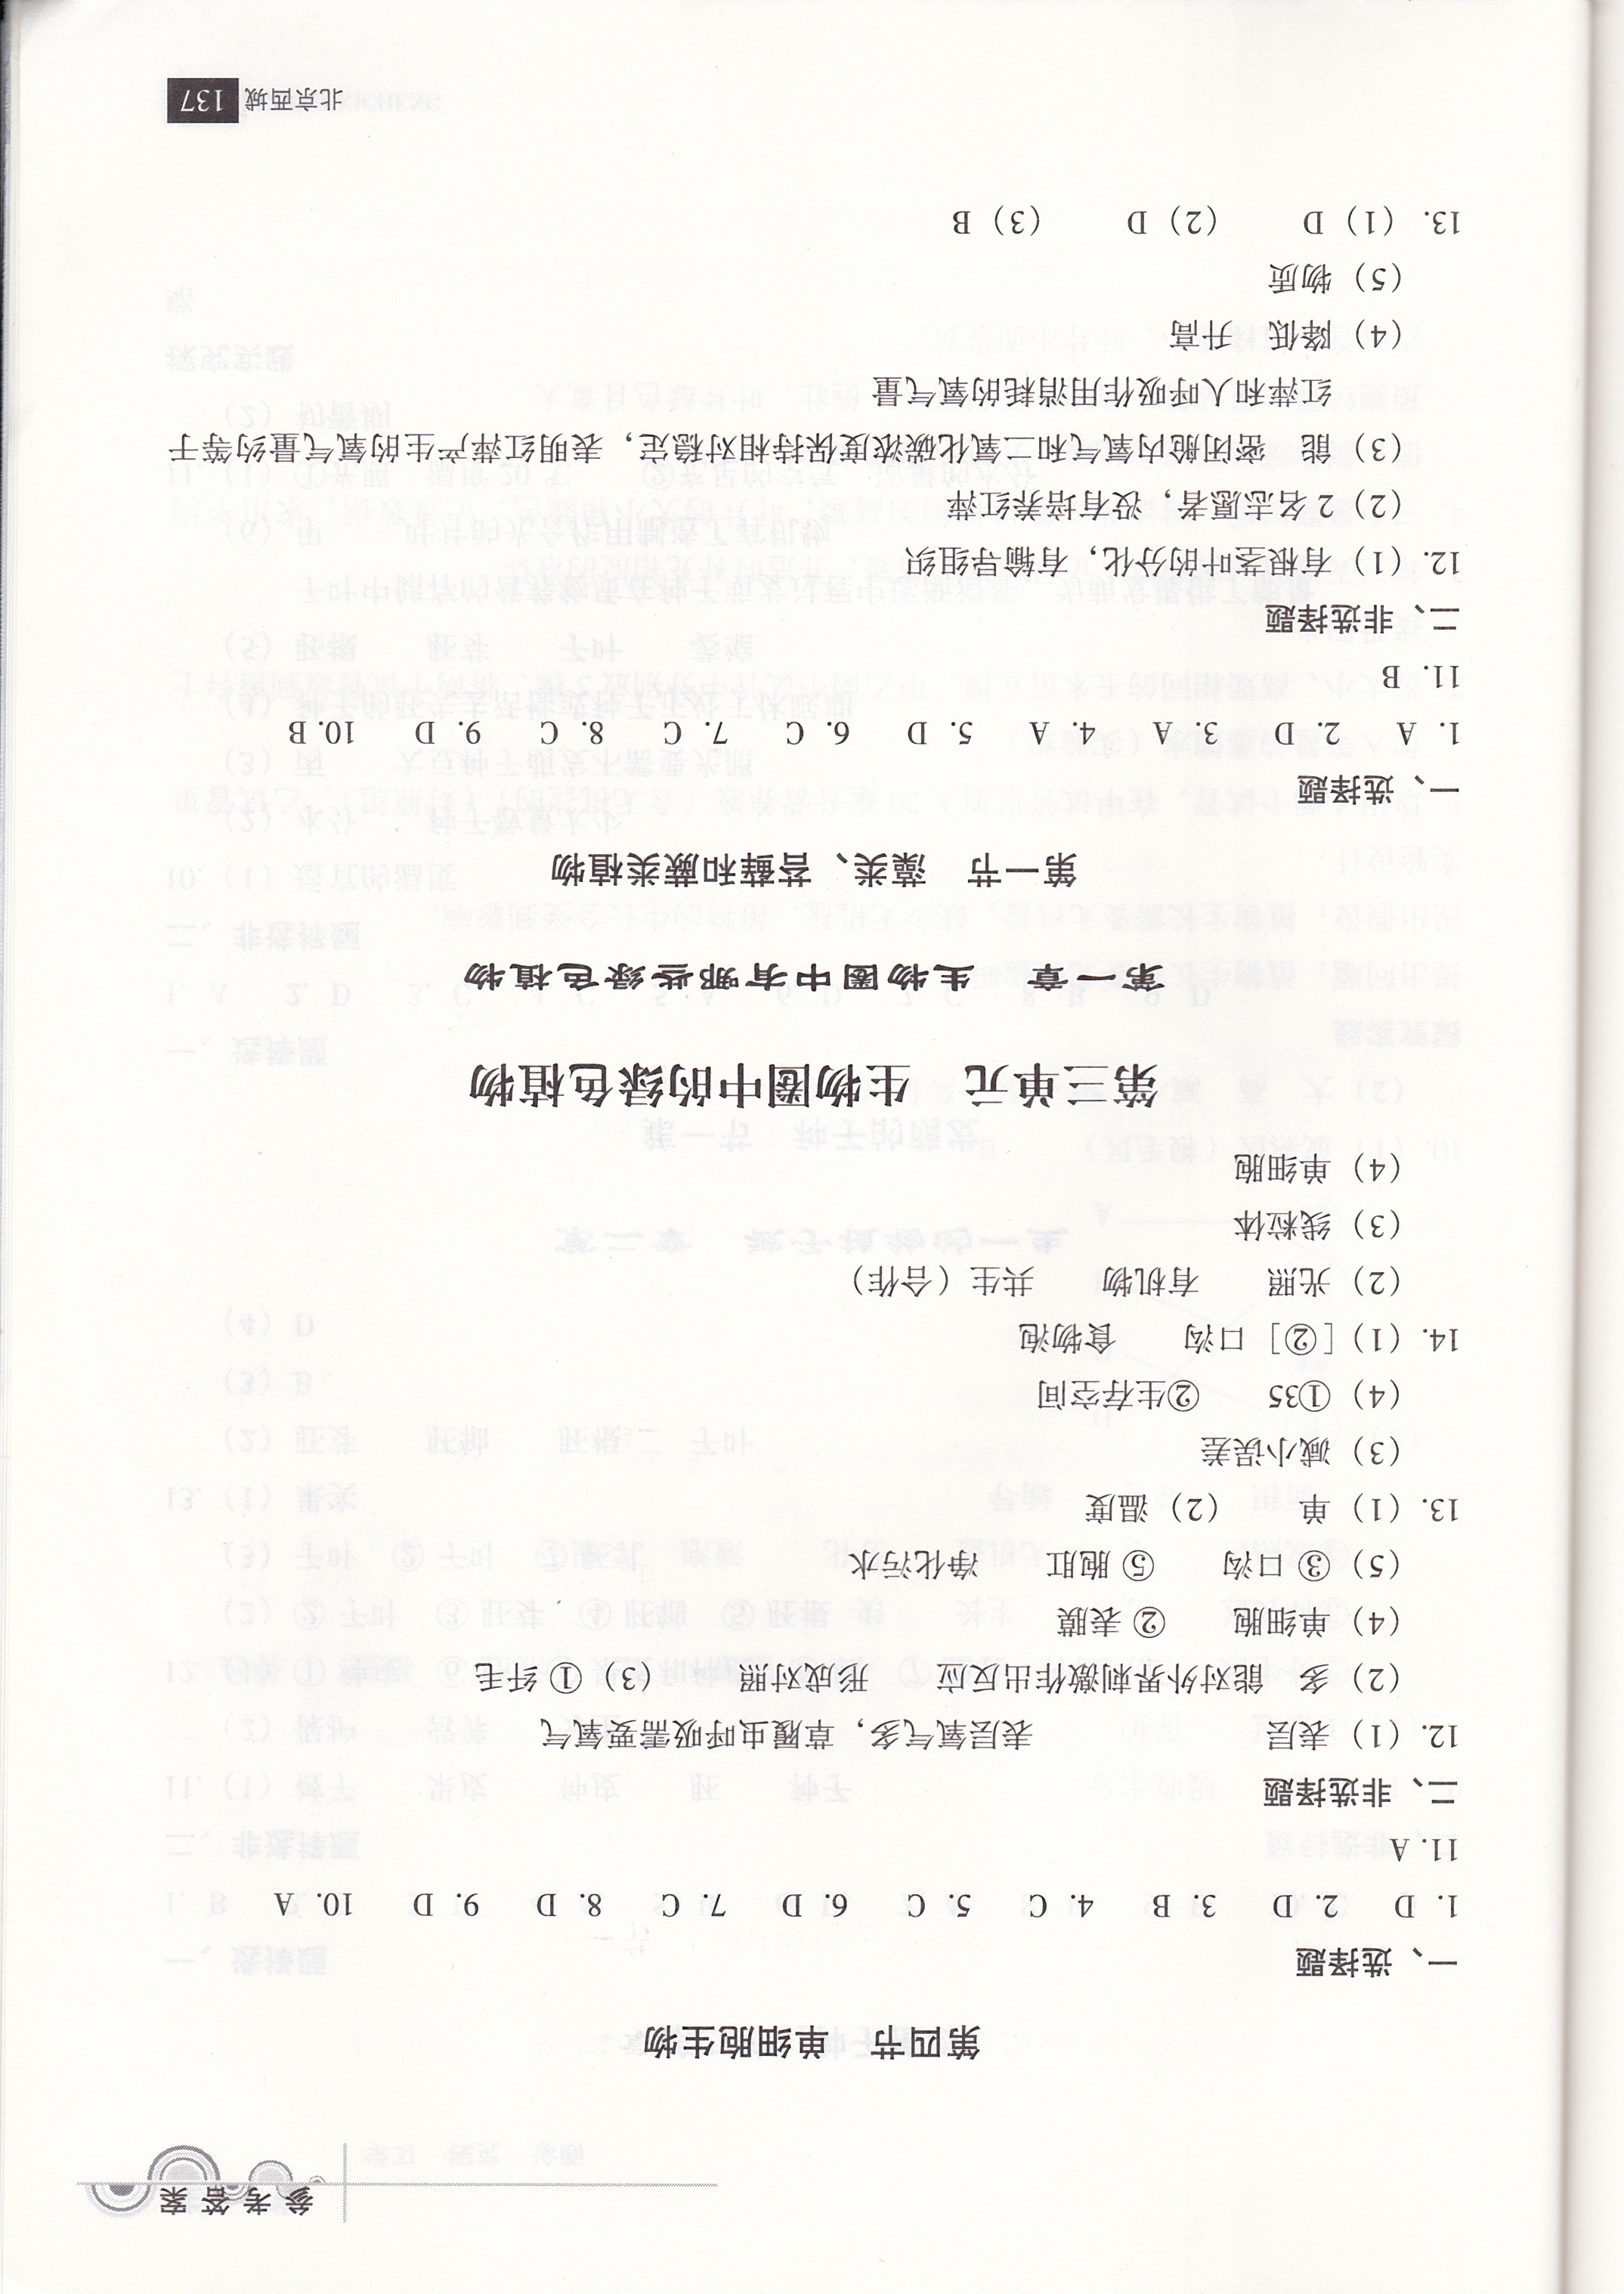 参考答案
第四节　单细胞生物
一、选择题
1. D　2. D　3. B　4. C　5. C　6. D　7. C　8. D　9. D　10. A
11. A
二、非选择题
12.（1）表层　　表层氧气多，草履虫呼吸需要氧气
（2）多　能对外界刺激作出反应　形成对照　（3）① 纤毛
（4）单细胞　② 表膜
（5）③ 口沟　⑤ 胞肛　净化污水
13.（1）单　（2）温度
（3）减小误差
（4）①35　②生存空间
14.（1）［②］口沟　食物泡
（2）光照　有机物　共生（合作）
（3）线粒体
（4）单细胞
第三单元　生物圈中的绿色植物
第一章　生物圈中有哪些绿色植物
第一节　藻类、苔藓和蕨类植物
一、选择题
1. A　2. D　3. A　4. A　5. D　6. C　7. C　8. C　9. D　10. B
11. B
二、非选择题
12.（1）有根茎叶的分化，有输导组织
（2）2 名志愿者，没有培养红萍
（3）能　密闭舱内氧气和二氧化碳浓度保持相对稳定，表明红萍产生的氧气量约等于
红萍和人呼吸作用消耗的氧气量
（4）降低　升高
（5）物质
13.（1）D　（2）D　（3）B
北京西城 137